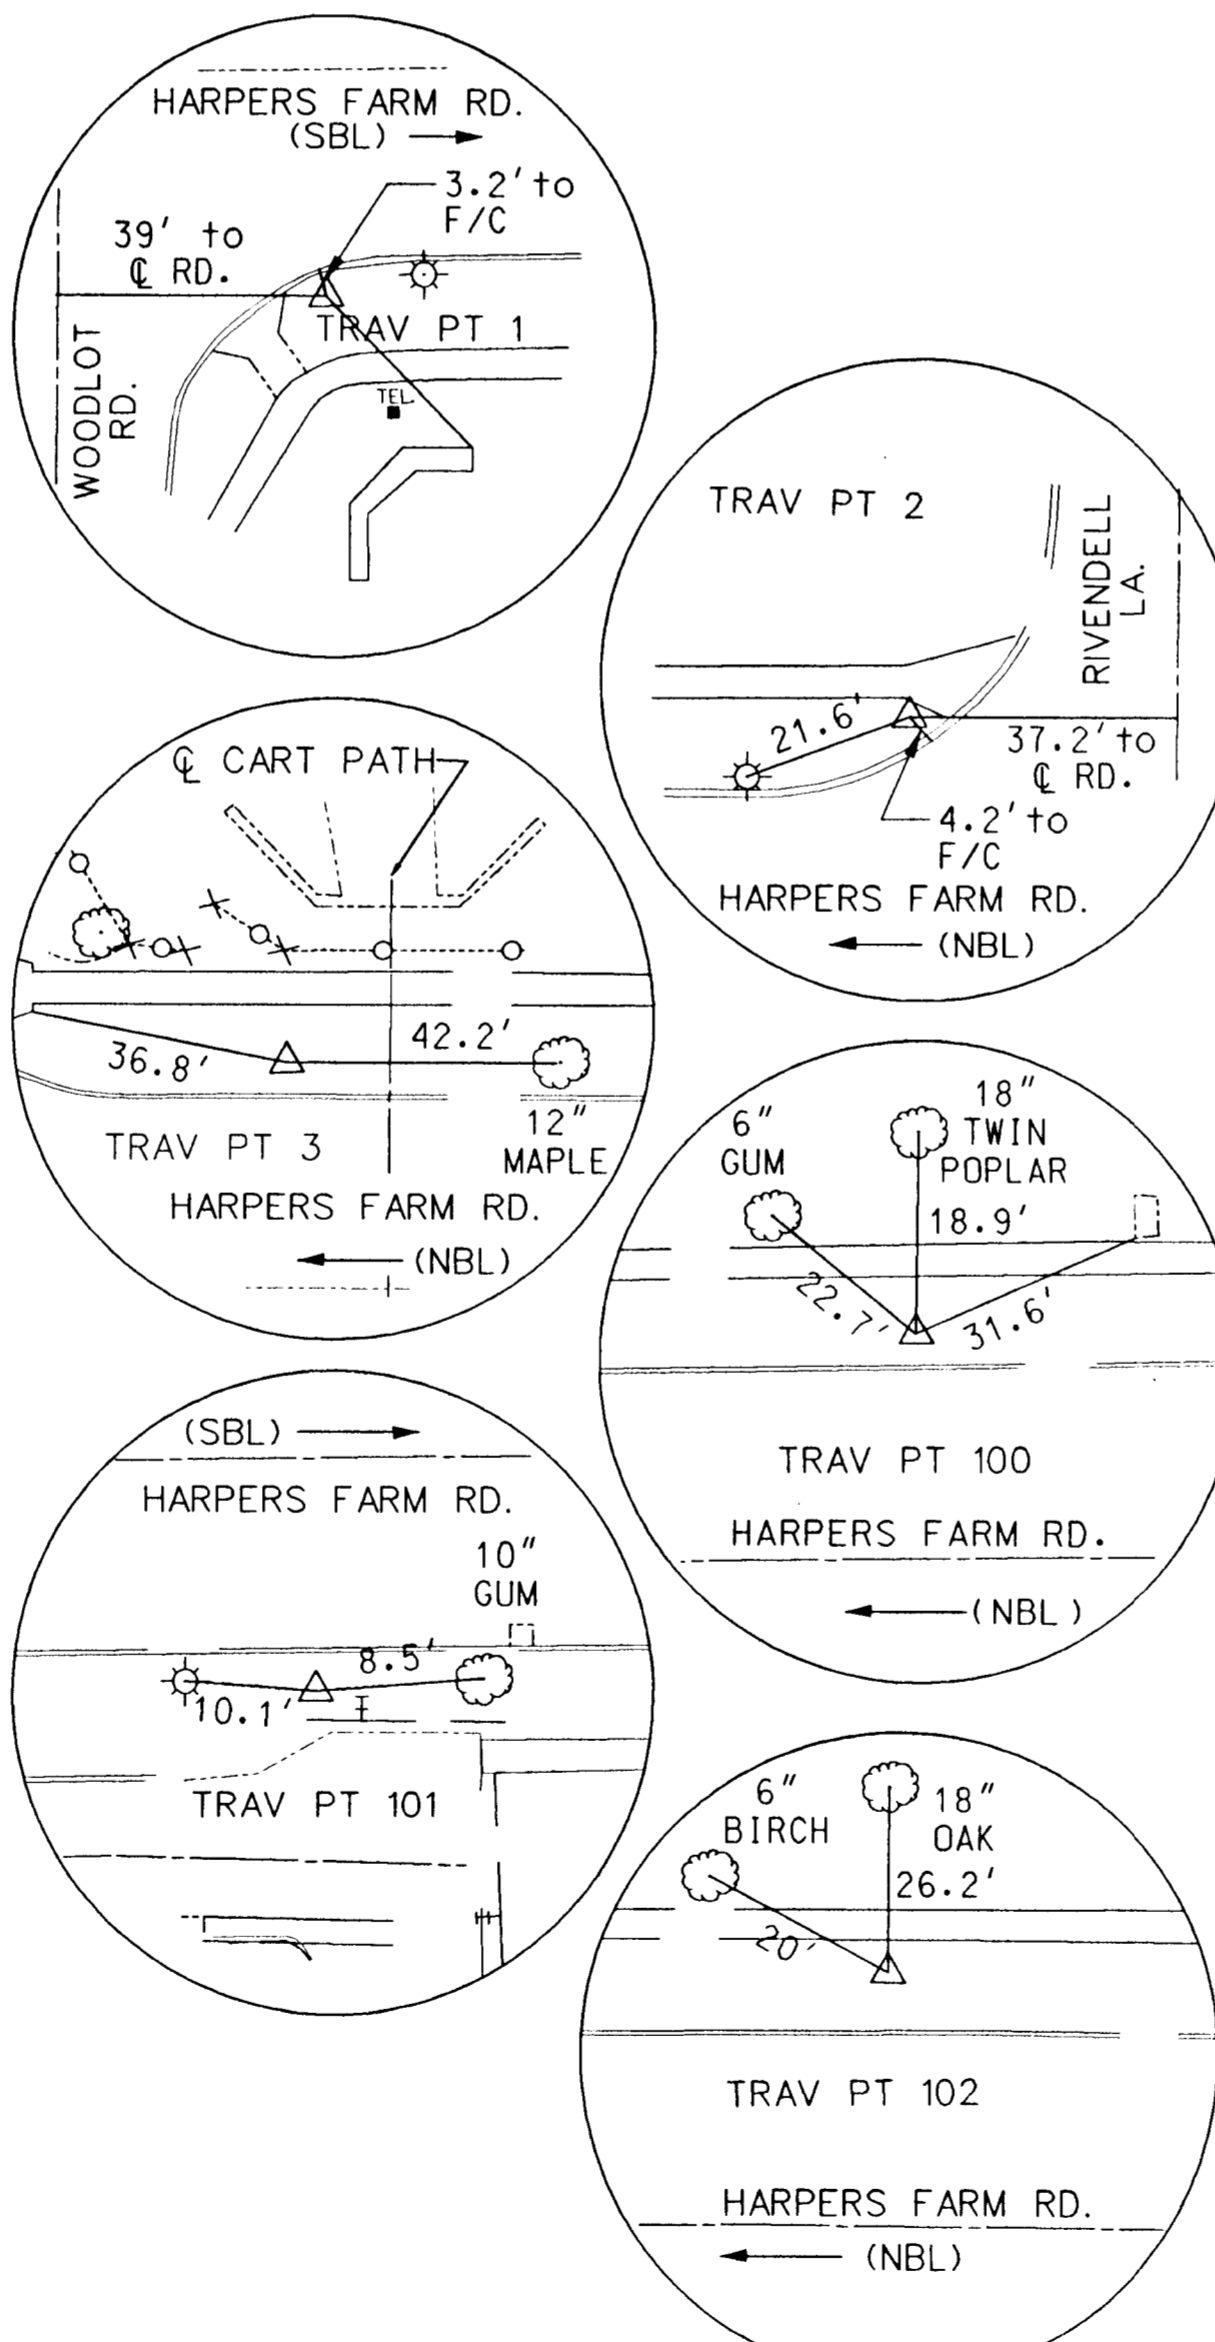 HARPERS FARM RD.
(SBL)
3.2' to
F/C
39' to
℄ RD.
TRAV PT 1
WOODLOT
RD.
TEL.
TRAV PT 2
RIVENDELL
LA.
21.6'
37.2' to
℄ RD.
4.2' to
F/C
HARPERS FARM RD.
(NBL)
℄ CART PATH
36.8'
42.2'
12"
MAPLE
TRAV PT 3
HARPERS FARM RD.
(NBL)
6"
GUM
18"
TWIN
POPLAR
18.9'
22.7'
31.6'
TRAV PT 100
HARPERS FARM RD.
(NBL)
(SBL)
HARPERS FARM RD.
10"
GUM
8.5'
10.1'
TRAV PT 101
6"
BIRCH
18"
OAK
26.2'
20'
TRAV PT 102
HARPERS FARM RD.
(NBL)